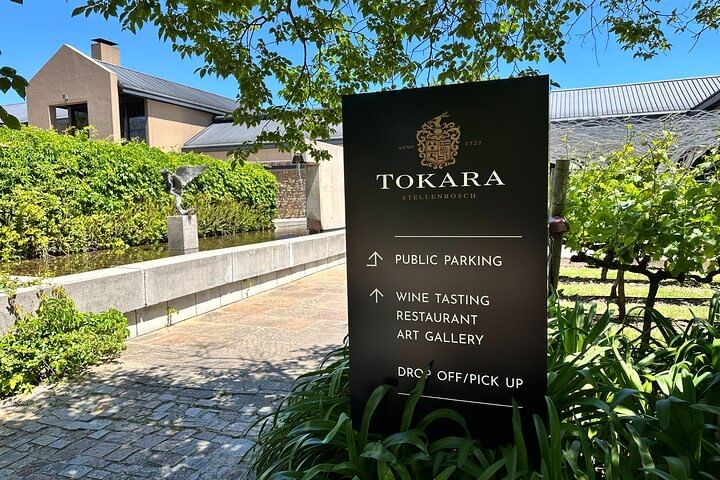 ANNO 1722
TOKARA
STELLENBOSCH
PUBLIC PARKING
WINE TASTING
RESTAURANT
ART GALLERY
DROP OFF/PICK UP